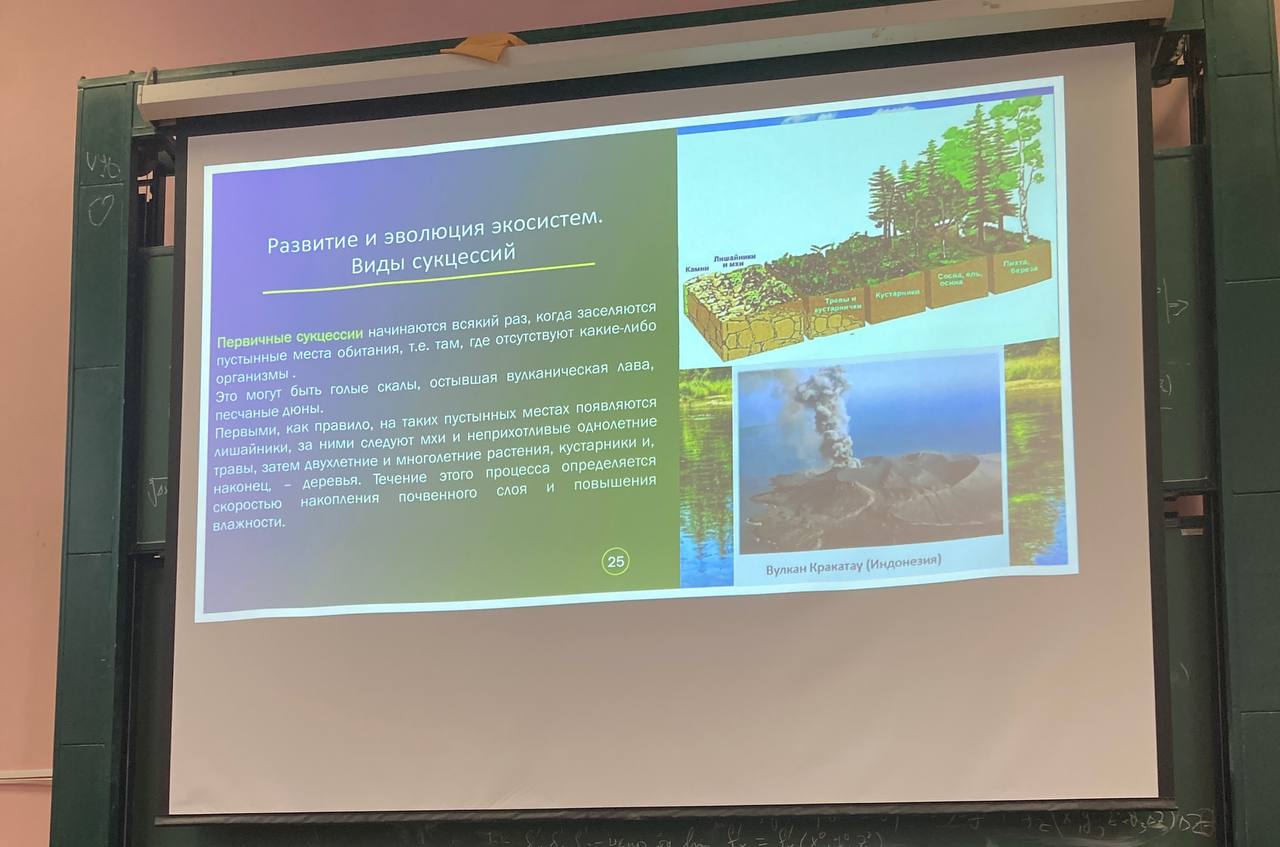 Развитие и эволюция экосистем.
Виды сукцессий
Первичные сукцессии начинаются всякий раз, когда заселяются
пустынные места обитания, т.е. там, где отсутствуют какие-либо
организмы .
Это могут быть голые скалы, остывшая вулканическая лава,
песчаные дюны.
Первыми, как правило, на таких пустынных местах появляются
лишайники, за ними следуют мхи и неприхотливые однолетние
травы, затем двухлетние и многолетние растения, кустарники и,
наконец, – деревья. Течение этого процесса определяется
скоростью накопления почвенного слоя и повышения
влажности.
25
Камни
Лишайники
и мхи
Травы и
кустарнички
Кустарники
Сосна, ель,
осина
Пихта,
береза
Вулкан Кракатау (Индонезия)